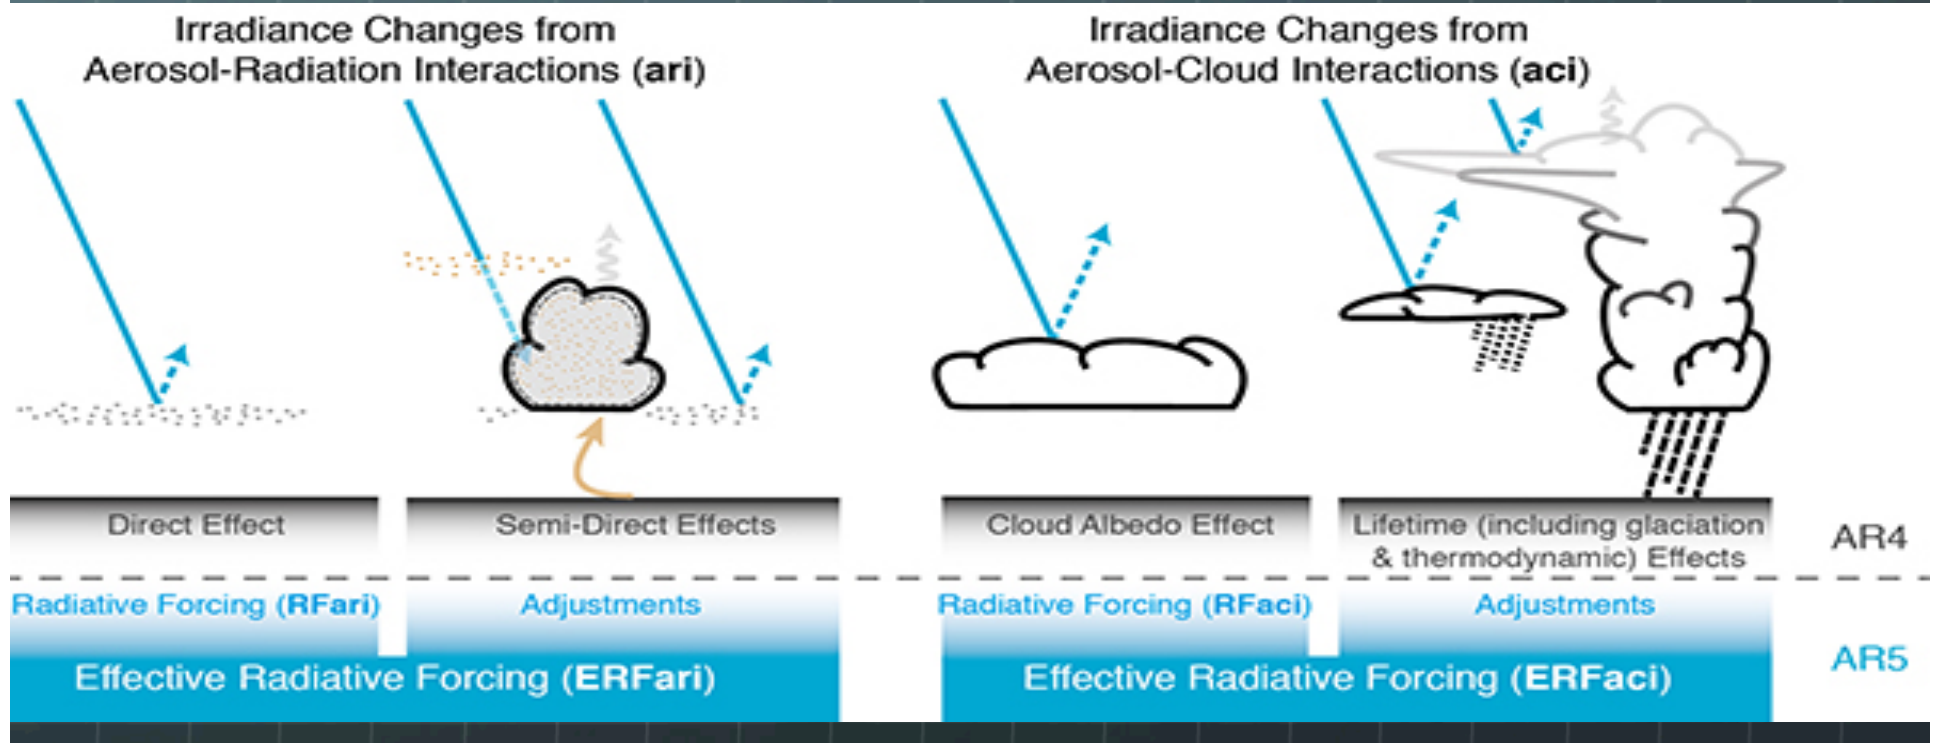 Irradiance Changes from
Aerosol-Radiation Interactions (ari)
Irradiance Changes from
Aerosol-Cloud Interactions (aci)
Direct Effect
Semi-Direct Effects
Cloud Albedo Effect
Lifetime (including glaciation
& thermodynamic) Effects
AR4
Radiative Forcing (RFari)
Adjustments
Radiative Forcing (RFaci)
Adjustments
Effective Radiative Forcing (ERFari)
Effective Radiative Forcing (ERFaci)
AR5